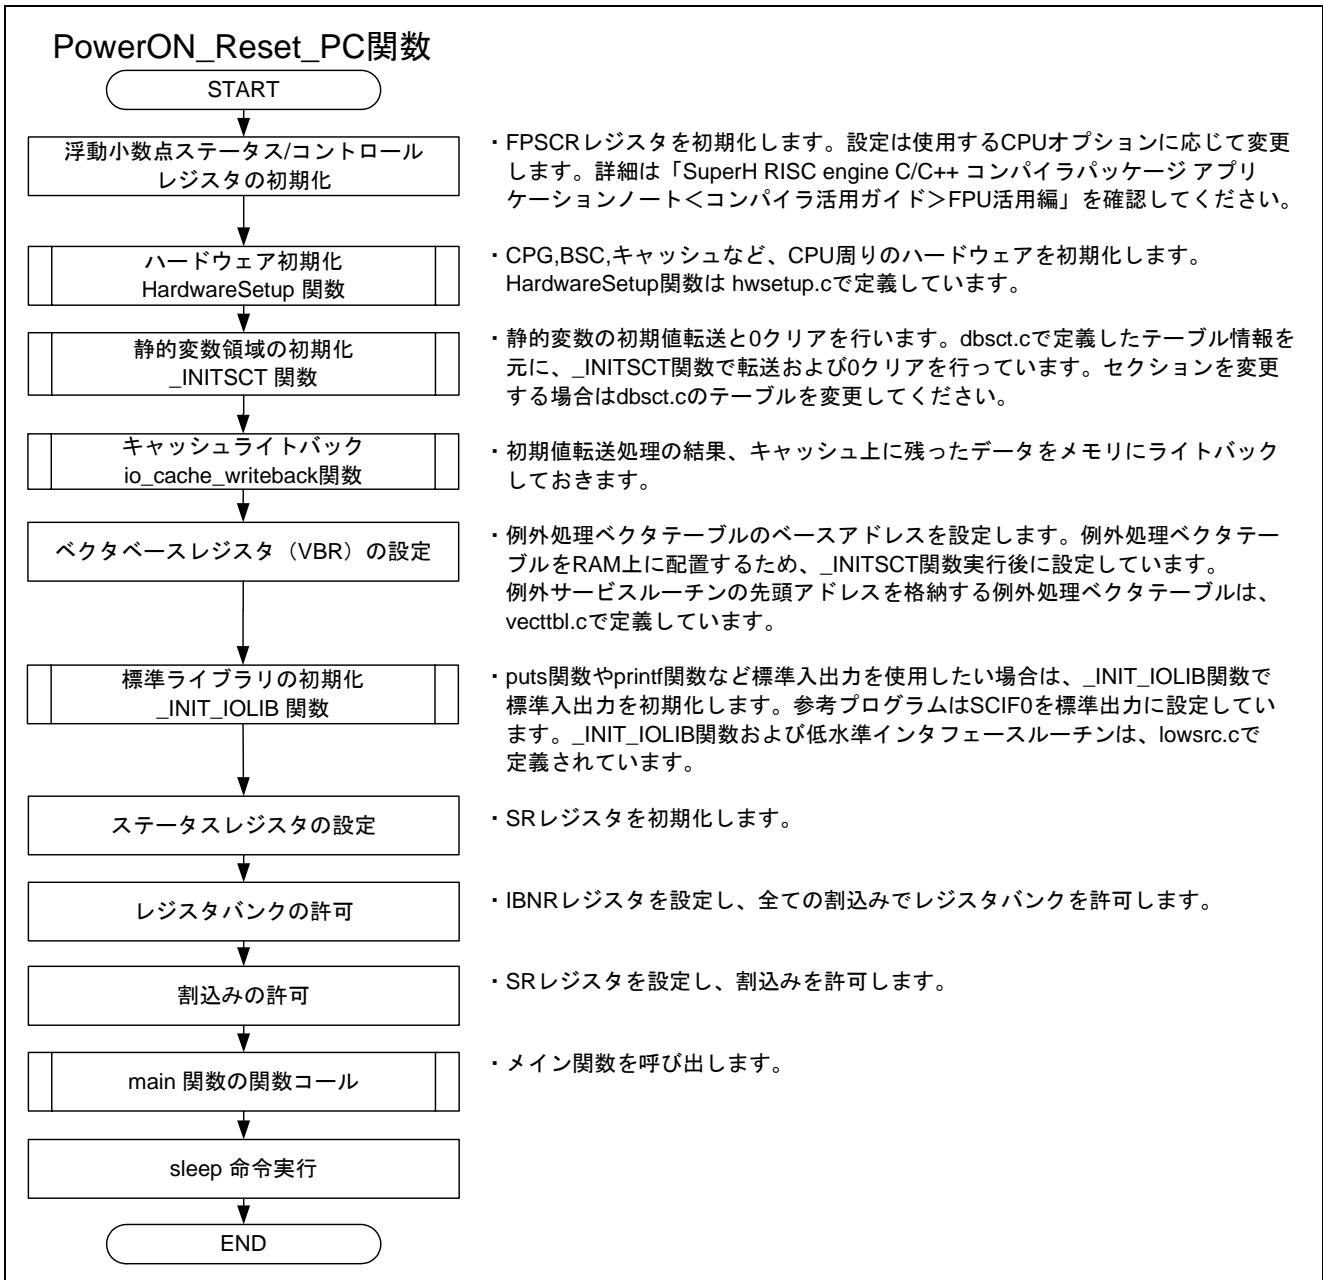 PowerON_Reset_PC関数
START
浮動小数点ステータス/コントロール
レジスタの初期化
・FPSCRレジスタを初期化します。設定は使用するCPUオプションに応じて変更
します。詳細は「SuperH RISC engine C/C++ コンパイラパッケージ アプリ
ケーションノート＜コンパイラ活用ガイド＞FPU活用編」を確認してください。
ハードウェア初期化
HardwareSetup 関数
・CPG,BSC,キャッシュなど、CPU周りのハードウェアを初期化します。
HardwareSetup関数は hwsetup.cで定義しています。
静的変数領域の初期化
_INITSCT 関数
・静的変数の初期値転送と0クリアを行います。dbsct.cで定義したテーブル情報を
元に、_INITSCT関数で転送および0クリアを行っています。セクションを変更
する場合はdbsct.cのテーブルを変更してください。
キャッシュライトバック
io_cache_writeback関数
・初期値転送処理の結果、キャッシュ上に残ったデータをメモリにライトバック
しておきます。
ベクタベースレジスタ（VBR）の設定
・例外処理ベクタテーブルのベースアドレスを設定します。例外処理ベクタテー
ブルをRAM上に配置するため、_INITSCT関数実行後に設定しています。
例外サービスルーチンの先頭アドレスを格納する例外処理ベクタテーブルは、
vecttbl.cで定義しています。
標準ライブラリの初期化
_INIT_IOLIB 関数
・puts関数やprintf関数など標準入出力を使用したい場合は、_INIT_IOLIB関数で
標準入出力を初期化します。参考プログラムはSCIF0を標準出力に設定してい
ます。_INIT_IOLIB関数および低水準インタフェースルーチンは、lowsrc.cで
定義されています。
ステータスレジスタの設定
・SRレジスタを初期化します。
レジスタバンクの許可
・IBNRレジスタを設定し、全ての割込みでレジスタバンクを許可します。
割込みの許可
・SRレジスタを設定し、割込みを許可します。
main 関数の関数コール
・メイン関数を呼び出します。
sleep 命令実行
END